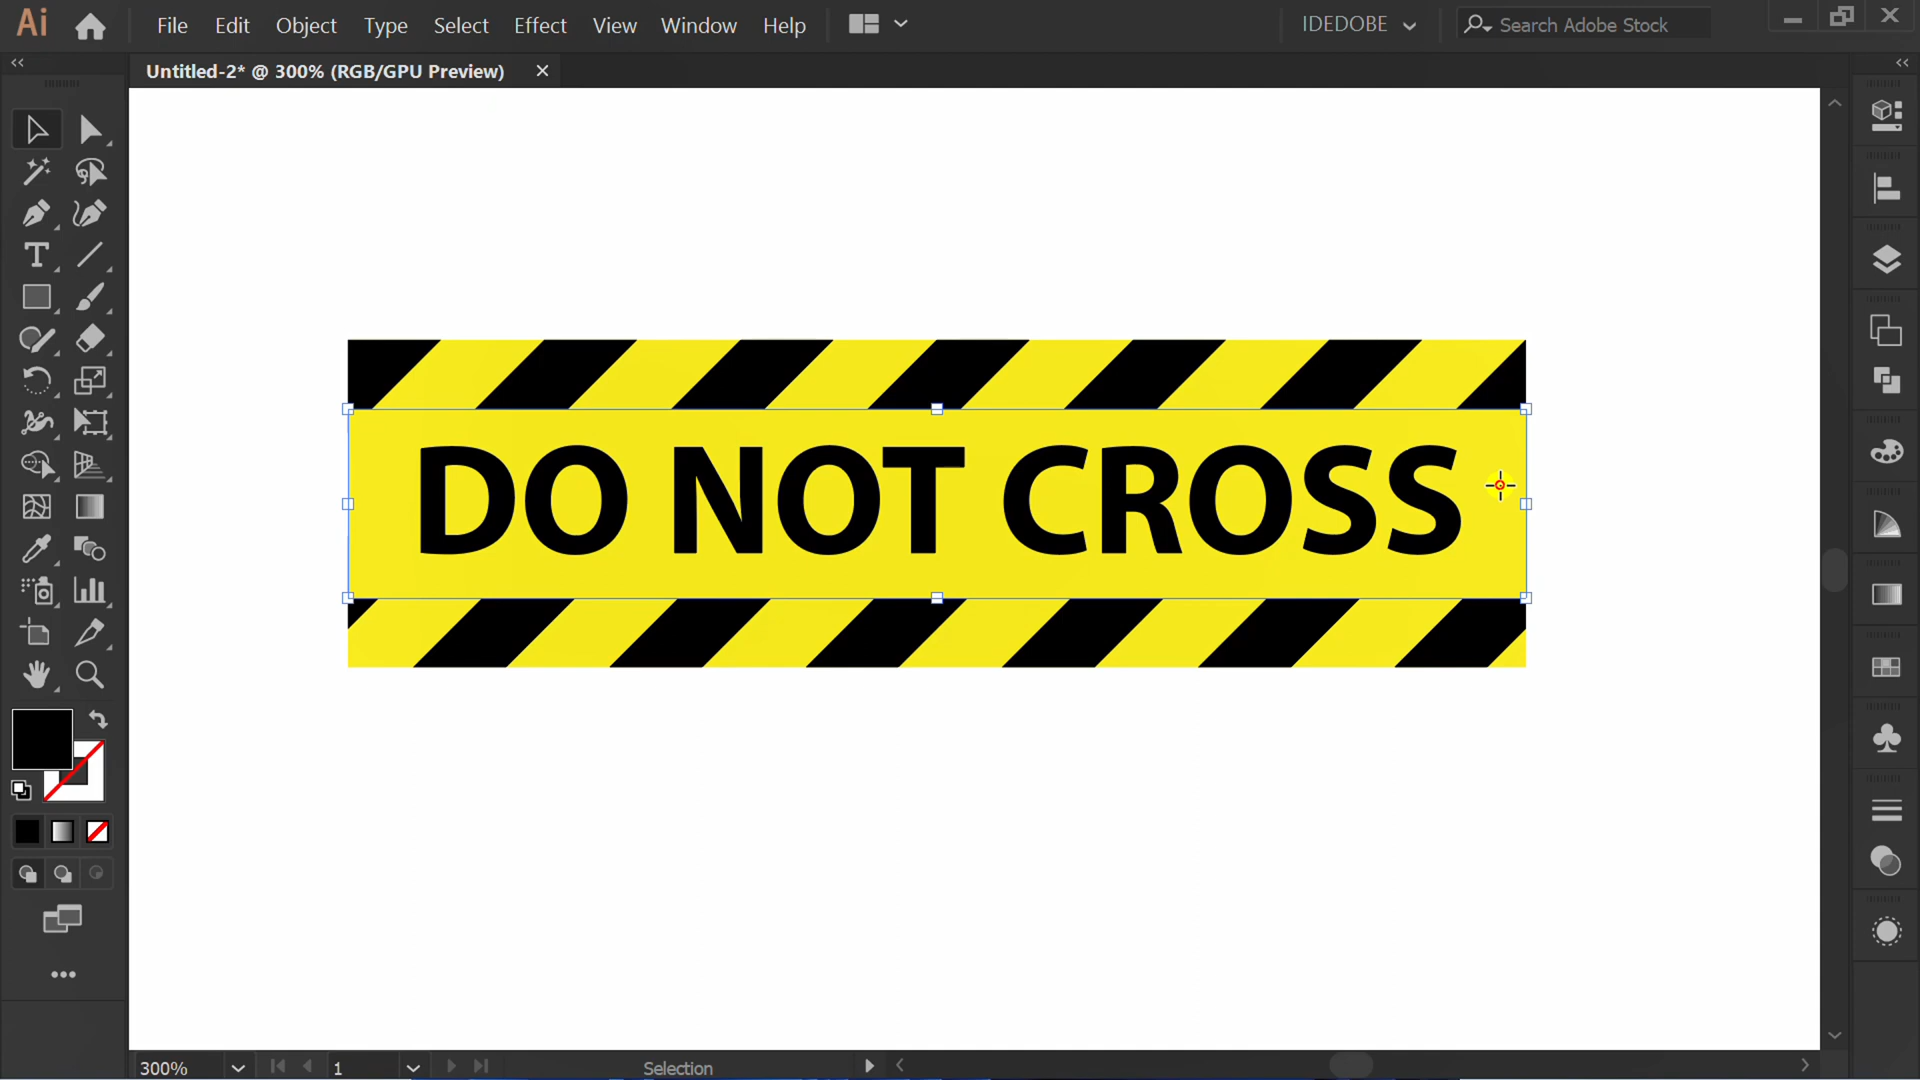 Ai File Edit Object Type Select Effect View Window Help IDEDOBE Search Adobe Stock
Untitled-2* @ 300% (RGB/GPU Preview)
DO NOT CROSS
300% 1 Selection